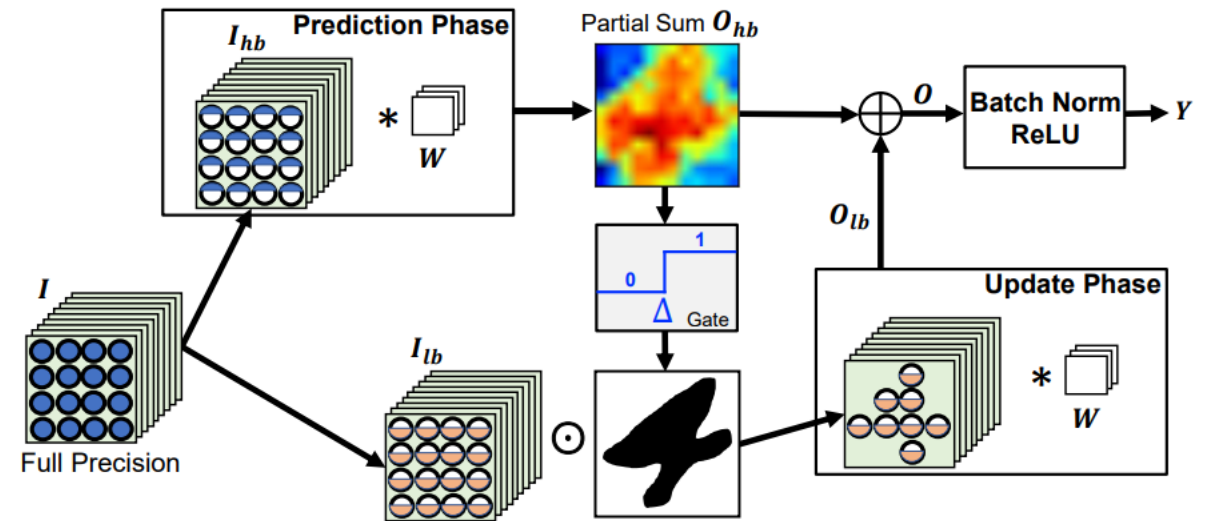 Prediction Phase
I_hb
*
W
Partial Sum O_hb
O
Batch Norm
ReLU
Y
0
1
Δ
Gate
O_lb
I
Full Precision
I_lb
⊙
Update Phase
*
W